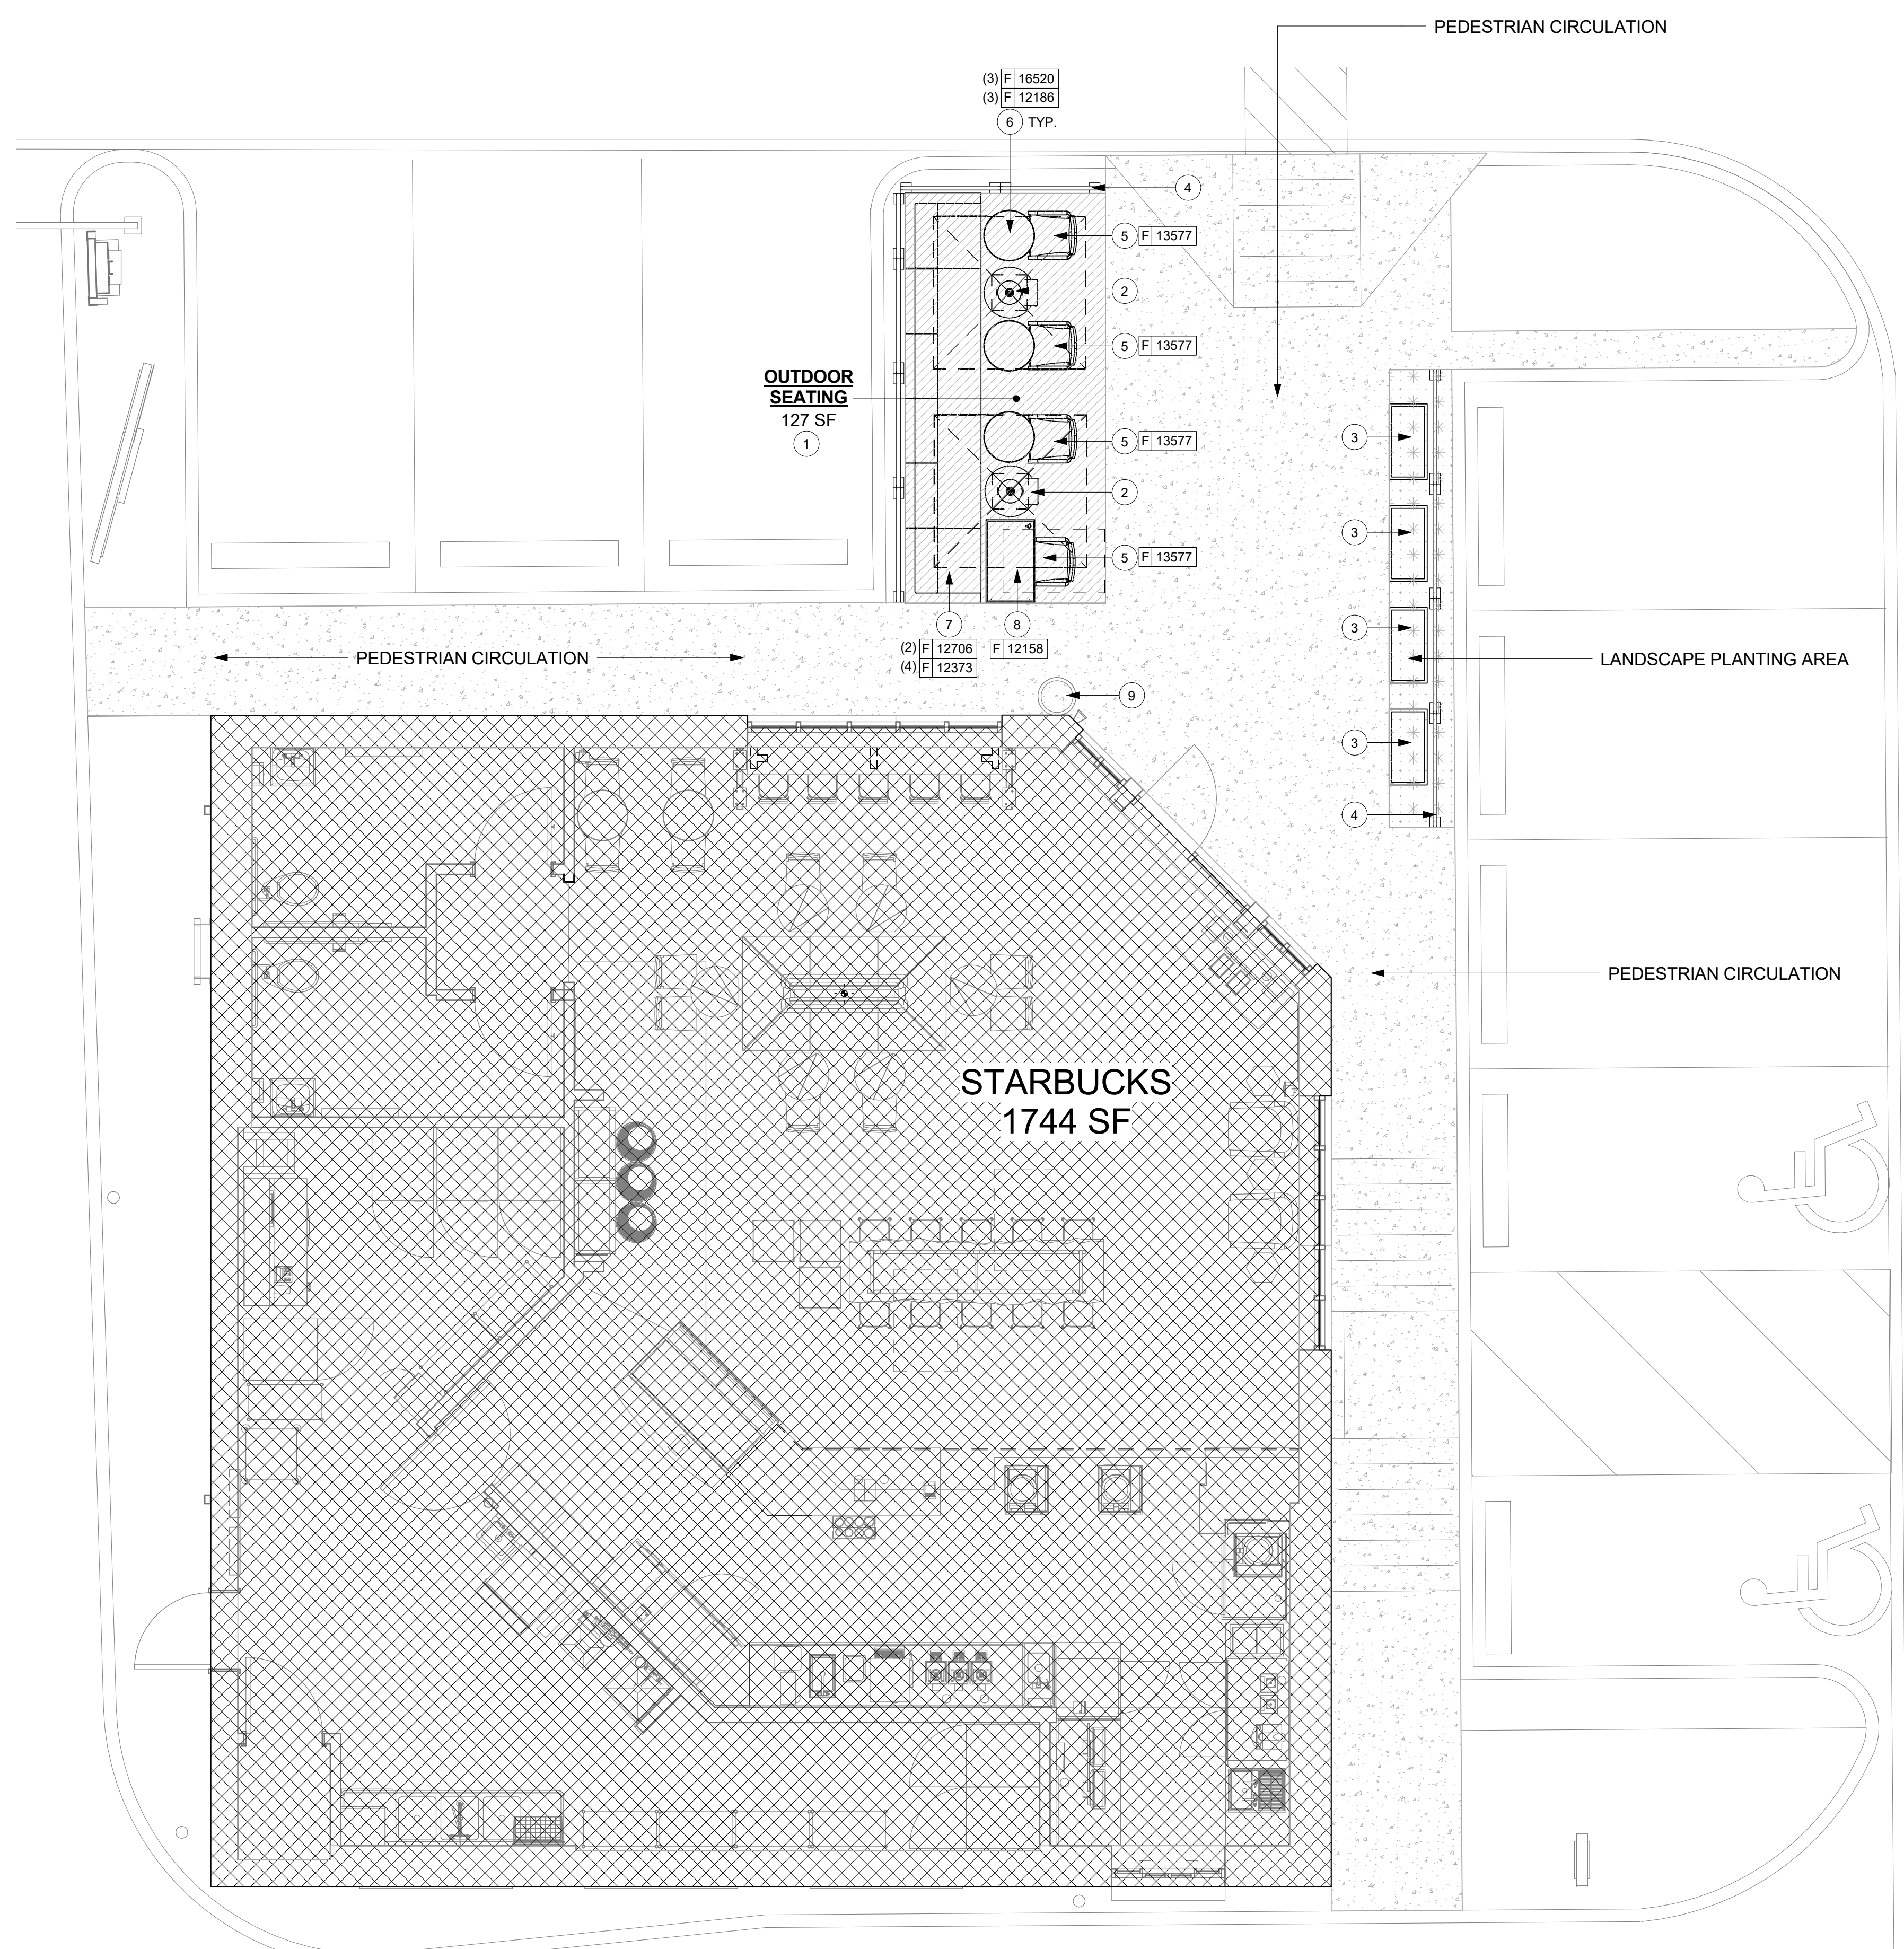 PEDESTRIAN CIRCULATION
(3) F 16520
(3) F 12186
6 TYP.
4
5 F 13577
2
5 F 13577
OUTDOOR
SEATING
127 SF
1
5 F 13577
3
2
3
5 F 13577
7
8
3
(2) F 12706
F 12158
(4) F 12373
PEDESTRIAN CIRCULATION
LANDSCAPE PLANTING AREA
9
3
4
PEDESTRIAN CIRCULATION
STARBUCKS
1744 SF